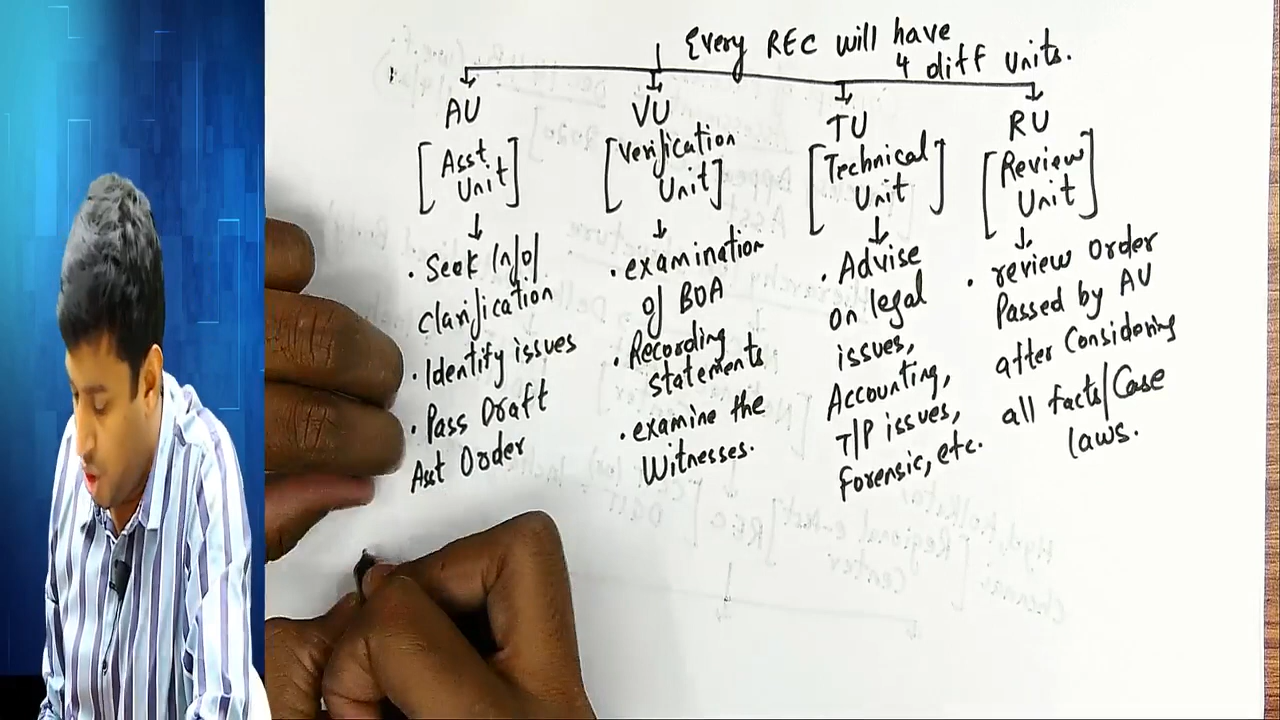 Every REC will have
4 diff Units.
AU
[Asst
Unit]
Seek Info/
Clarification
Identify issues
Pass Draft
Asst Order
VU
[Verification
Unit]
examination
of BOA
Recording
statements
examine the
Witnesses.
TU
[Technical
Unit]
Advise
on legal
issues,
Accounting,
T/P issues,
Forensic, etc.
RU
[Review
Unit]
review Order
Passed by AU
after Considering
all facts/Case
laws.